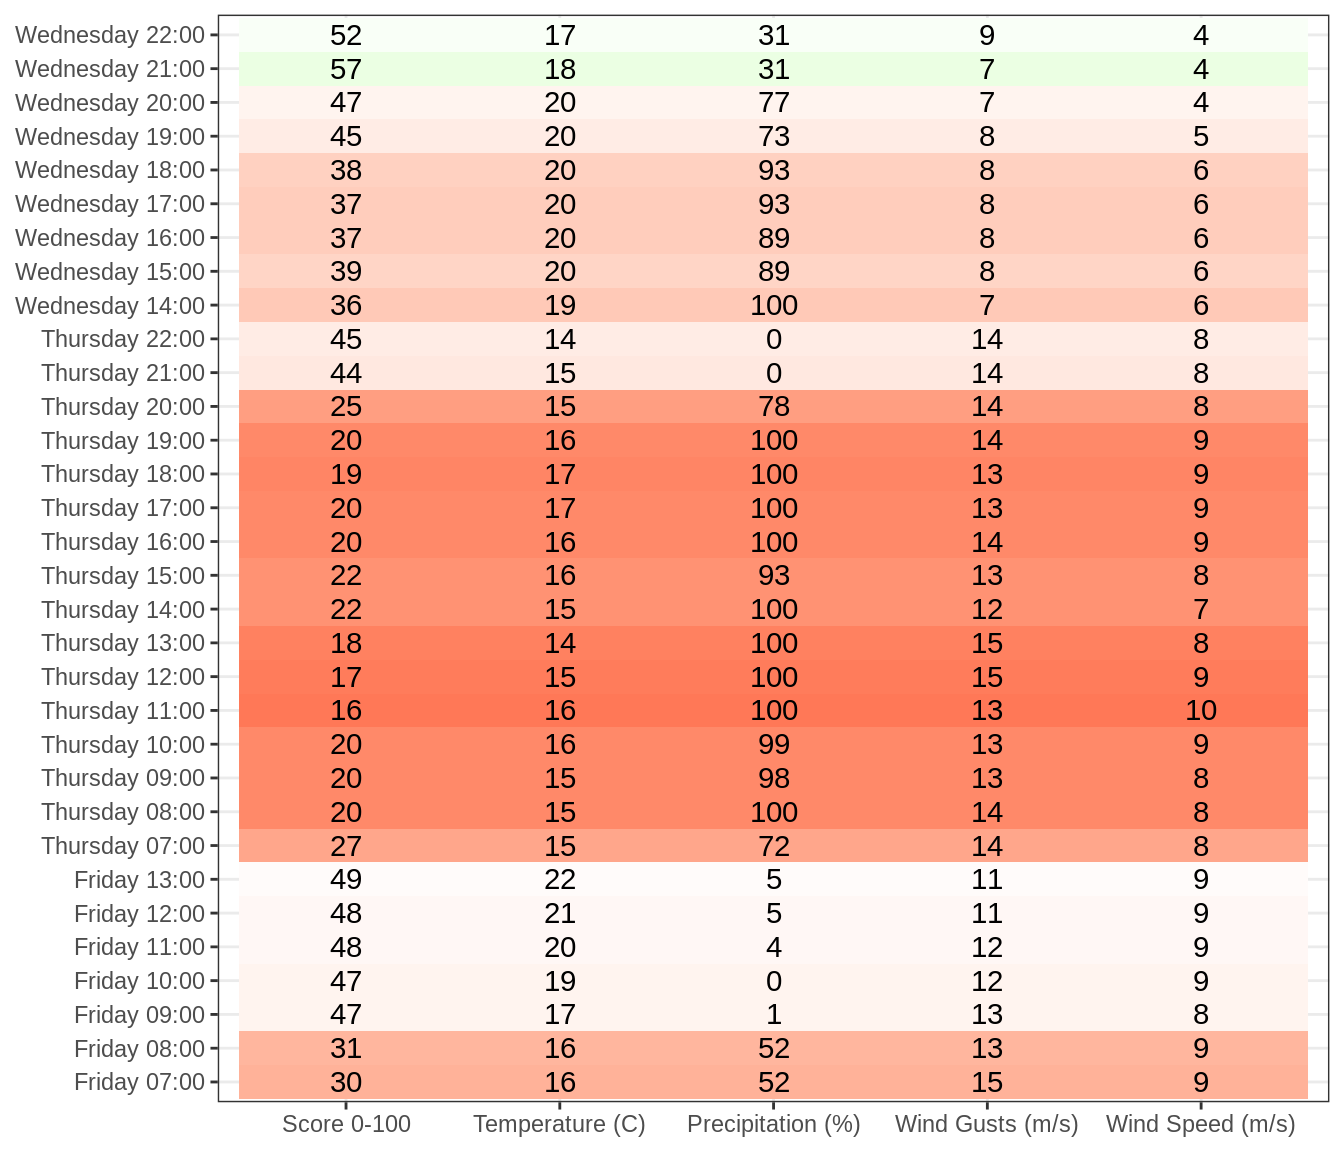 Wednesday 22:00 52 17 31 9 4
Wednesday 21:00 57 18 31 7 4
Wednesday 20:00 47 20 77 7 4
Wednesday 19:00 45 20 73 8 5
Wednesday 18:00 38 20 93 8 6
Wednesday 17:00 37 20 93 8 6
Wednesday 16:00 37 20 89 8 6
Wednesday 15:00 39 20 89 8 6
Wednesday 14:00 36 19 100 7 6
Thursday 22:00 45 14 0 14 8
Thursday 21:00 44 15 0 14 8
Thursday 20:00 25 15 78 14 8
Thursday 19:00 20 16 100 14 9
Thursday 18:00 19 17 100 13 9
Thursday 17:00 20 17 100 13 9
Thursday 16:00 20 16 100 14 9
Thursday 15:00 22 16 93 13 8
Thursday 14:00 22 15 100 12 7
Thursday 13:00 18 14 100 15 8
Thursday 12:00 17 15 100 15 9
Thursday 11:00 16 16 100 13 10
Thursday 10:00 20 16 99 13 9
Thursday 09:00 20 15 98 13 8
Thursday 08:00 20 15 100 14 8
Thursday 07:00 27 15 72 14 8
Friday 13:00 49 22 5 11 9
Friday 12:00 48 21 5 11 9
Friday 11:00 48 20 4 12 9
Friday 10:00 47 19 0 12 9
Friday 09:00 47 17 1 13 8
Friday 08:00 31 16 52 13 9
Friday 07:00 30 16 52 15 9
Score 0-100 Temperature (C) Precipitation (%) Wind Gusts (m/s) Wind Speed (m/s)